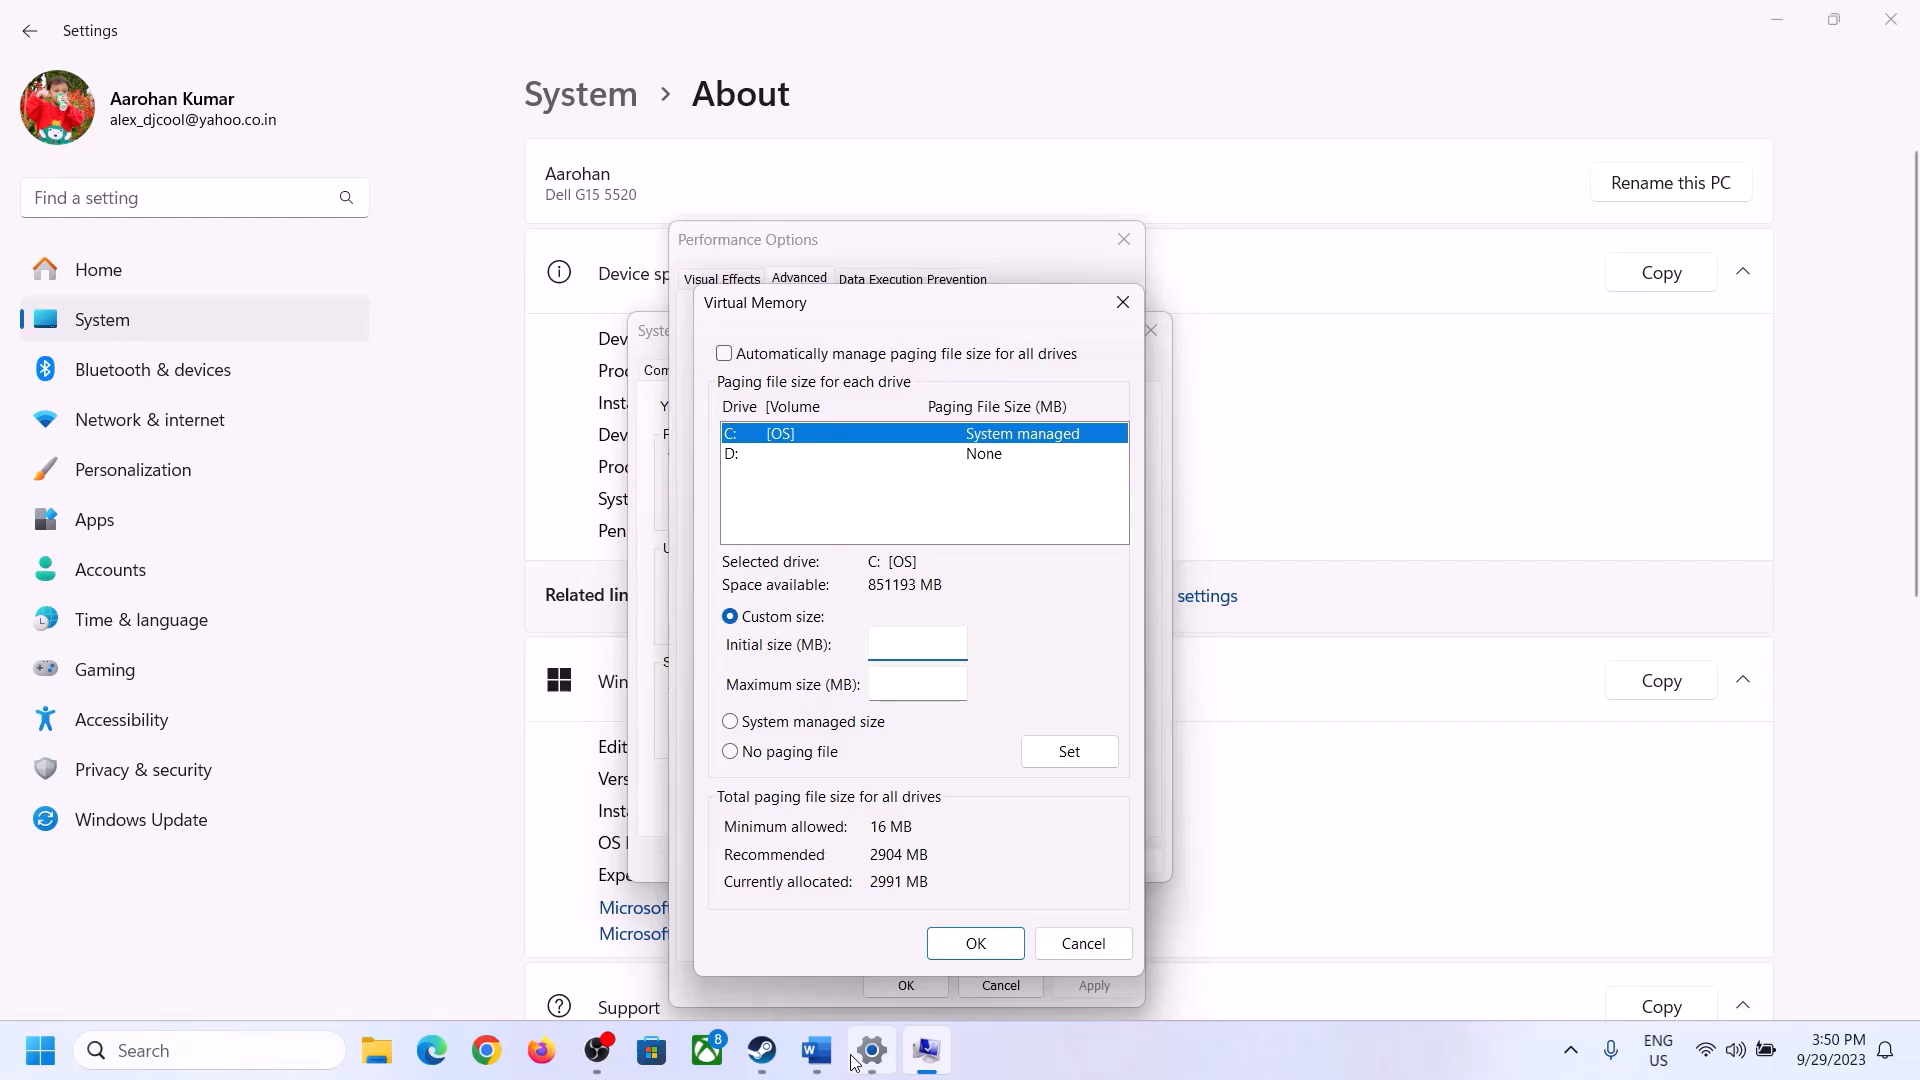 Settings
Aarohan Kumar
alex_djcool@yahoo.co.in
Find a setting
Home
System
Bluetooth & devices
Network & internet
Personalization
Apps
Accounts
Time & language
Gaming
Accessibility
Privacy & security
Windows Update
System > About
Aarohan
Dell G15 5520
Rename this PC
Device sp
Copy
Dev
Proc
Inst
Dev
Proc
Syst
Pen
Related lin
settings
Win
Copy
Edit
Vers
Inst
OS
Expe
Microsof
Microsof
Support
Copy
Syste
Com
Performance Options
Visual Effects
Advanced
Data Execution Prevention
OK
Cancel
Apply
Virtual Memory
Automatically manage paging file size for all drives
Paging file size for each drive
Drive [Volume Paging File Size (MB)
C: [OS] System managed
D: None
Selected drive: C: [OS]
Space available: 851193 MB
Custom size:
Initial size (MB):
Maximum size (MB):
System managed size
No paging file
Set
Total paging file size for all drives
Minimum allowed: 16 MB
Recommended 2904 MB
Currently allocated: 2991 MB
OK
Cancel
Search
8
ENG
US
3:50 PM
9/29/2023